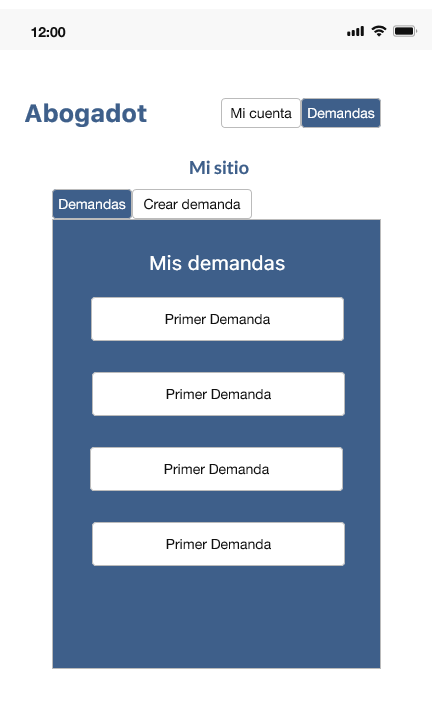 12:00
Abogadot
Mi cuenta
Demandas
Mi sitio
Demandas
Crear demanda
Mis demandas
Primer Demanda
Primer Demanda
Primer Demanda
Primer Demanda